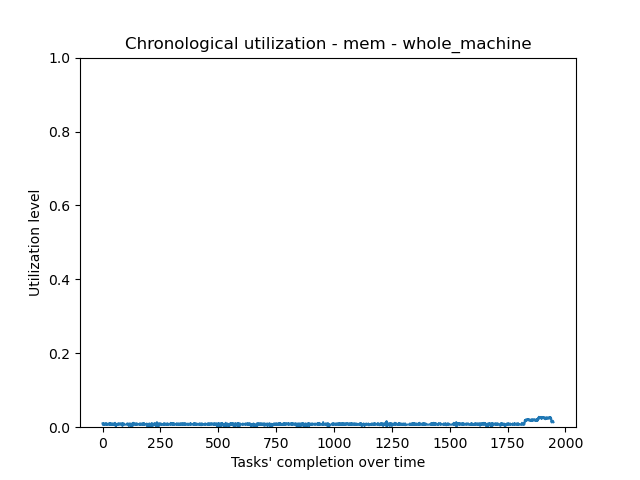 Chronological utilization - mem - whole_machine
1.0
0.8
0.6
0.4
0.2
0.0
Utilization level
0 250 500 750 1000 1250 1500 1750 2000
Tasks' completion over time